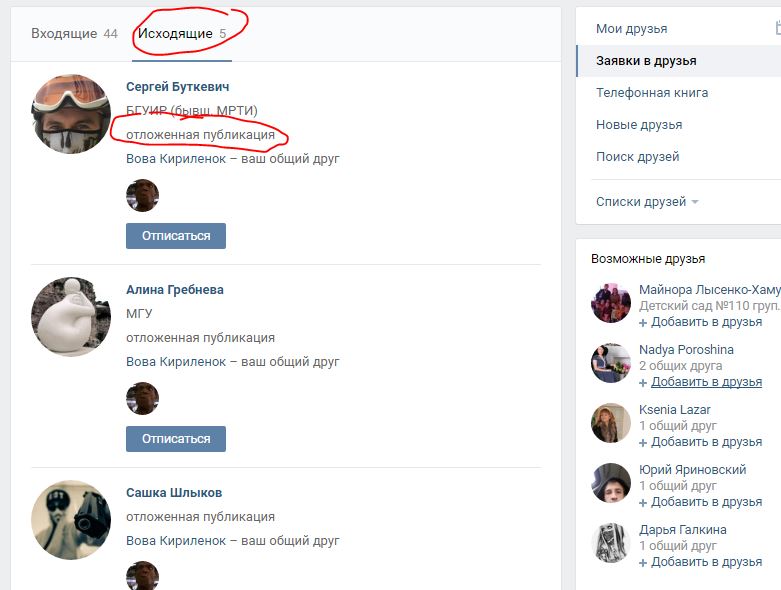 Входящие 44 Исходящие 5
Сергей Буткевич
БГУИР (бывш. МРТИ)
отложенная публикация
Вова Кириленок – ваш общий друг
Отписаться
Алина Гребнева
МГУ
отложенная публикация
Вова Кириленок – ваш общий друг
Отписаться
Сашка Шлыков
отложенная публикация
Вова Кириленок – ваш общий друг
Мои друзья
Заявки в друзья
Телефонная книга
Новые друзья
Поиск друзей
Списки друзей
Возможные друзья
Майнора Лысенко-Хаму
Детский сад №110 груп.
+ Добавить в друзья
Nadya Poroshina
2 общих друга
+ Добавить в друзья
Ksenia Lazar
1 общий друг
+ Добавить в друзья
Юрий Яриновский
1 общий друг
+ Добавить в друзья
Дарья Галкина
1 общий друг
+ Добавить в друзья